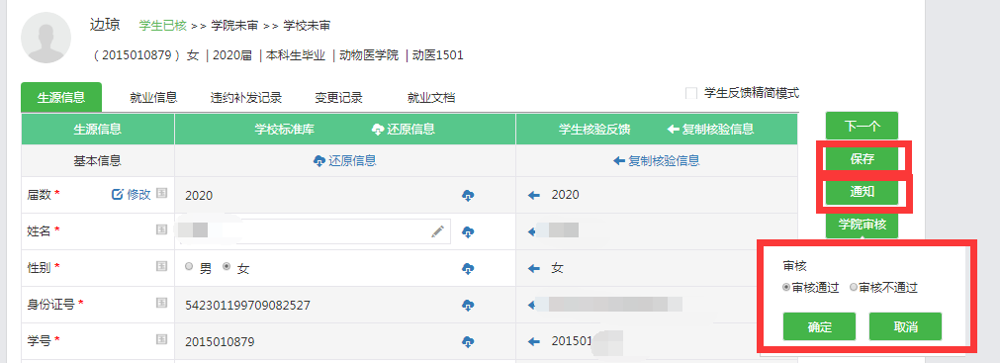 边琼 学生已核 >> 学院未审 >> 学校未审
（2015010879）女 | 2020届 | 本科生毕业 | 动物医学院 | 动医1501
生源信息 就业信息 违约补发记录 变更记录 就业文档 学生反馈精简模式
生源信息 学校标准库 还原信息 学生核验反馈 复制核验信息 下一个
基本信息 还原信息 复制核验信息 保存
届数 * 修改 2020 2020 通知
姓名 * 学院审核
性别 * 男 女 女
身份证号 * 542301199709082527
学号 * 2015010879 201501
审核
审核通过 审核不通过
确定 取消